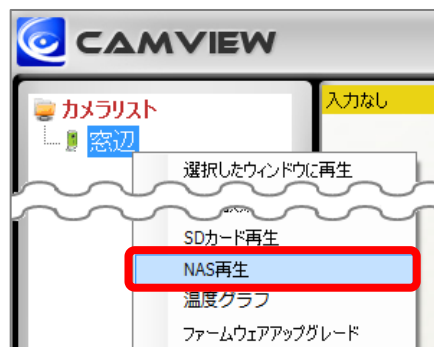 CAMVIEW
カメラリスト
入力なし
窓辺
選択したウィンドウに再生
SDカード再生
NAS再生
温度グラフ
ファームウェアアップグレード